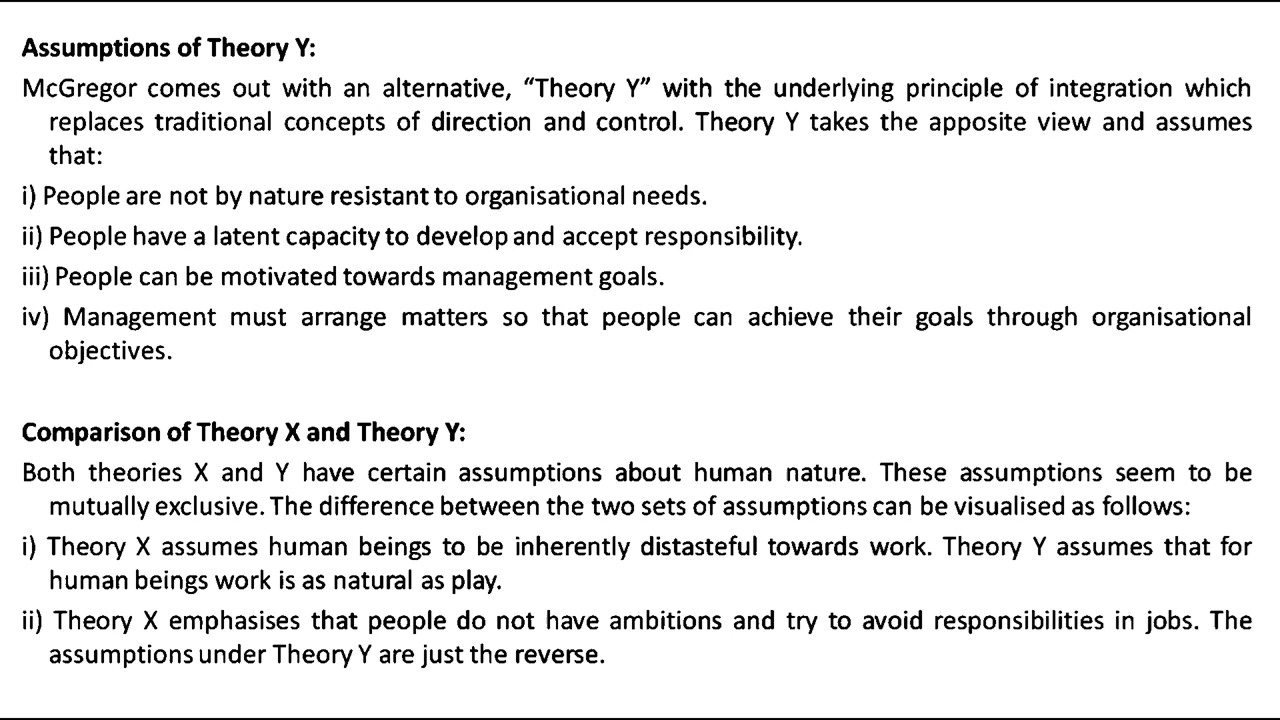 Assumptions of Theory Y:
McGregor comes out with an alternative, “Theory Y” with the underlying principle of integration which
replaces traditional concepts of direction and control. Theory Y takes the apposite view and assumes
that:
i) People are not by nature resistant to organisational needs.
ii) People have a latent capacity to develop and accept responsibility.
iii) People can be motivated towards management goals.
iv) Management must arrange matters so that people can achieve their goals through organisational
objectives.
Comparison of Theory X and Theory Y:
Both theories X and Y have certain assumptions about human nature. These assumptions seem to be
mutually exclusive. The difference between the two sets of assumptions can be visualised as follows:
i) Theory X assumes human beings to be inherently distasteful towards work. Theory Y assumes that for
human beings work is as natural as play.
ii) Theory X emphasises that people do not have ambitions and try to avoid responsibilities in jobs. The
assumptions under Theory Y are just the reverse.